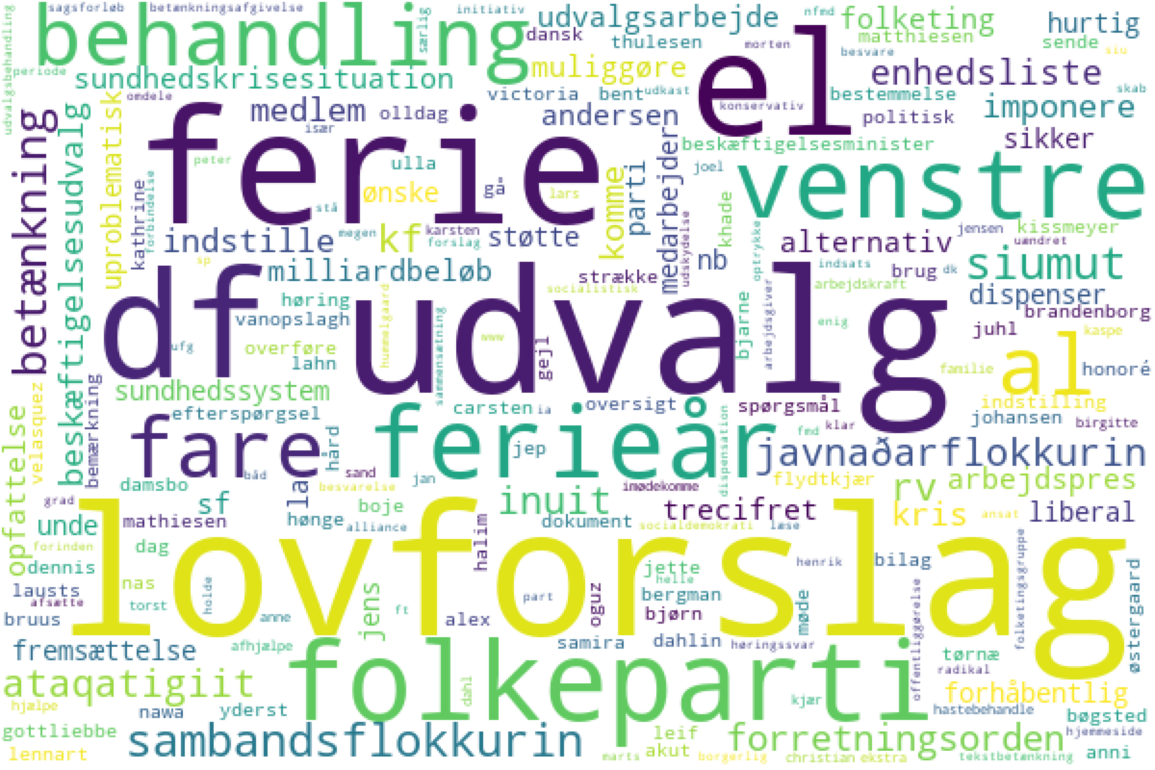 sagsforløb betænkningsafgivelse særlig initiativ nfmd folketing hurtig
behandling dansk udvalgsarbejde matthiesen sende siu
udvalgsbehandling thulesen morten besvare
periode sundhedskrisesituation muliggøre el enhedsliste skab
omdele victoria bent udkast konservativ bestemmelse imponere
betænkning beskæftigelsesudvalg uproblematisk medlem olldag andersen politisk sikker
især ferie medarbejder beskæftigelsesminister
peter ulla parti joel venstre
forbindelse kathrine ønske gå lars komme khade
stå karsten udskydelse optrykke jensen kissmeyer
indstille megen kf forslag støtte alternativ uændret
sp milliardbeløb strække nb indsats brug dk siumut
df udvalg socialistisk arbejdskraft dispenser
høring hummelgaard bjarne arbejdsgiver brandenborg
ufg vanopslagh www enig juhl kaspe
overføre sammensætning gejl al
lahn familie honoré
velasquez bemærkning sundhedssystem indstilling
opfattelse efterspørgsel carsten ia oversigt spørgsmål johansen birgitte
fare hård ferieår fmd klar
jep dispensation javnaðarflokkurin
båd sand jan flydtkjær arbejdspres
damsbo la besvarelse imødekomme rv
grad sf boje inuit trecifret kris ansat liberal
unde mathiesen hønge alliance halim dokument socialdemokrati læse
forinden dag lovforslag henrik bilag folketingsgruppe
dennis jette helle
lausts nas holde jens part oguz bergman
afsætte torst anne ft alex bjørn møde offentliggørelse østergaard
bruus samira dahlin høringssvar
fremsættelse afhjælpe folkeparti tørnæ
radikal
ataqatigiit dahl kjær forhåbentlig
hjælpe nawa yderst hastebehandle bøgsted
gottliebbe sambandsflokkurin leif forretningsorden hjemmeside
lennart akut marts borgerlig christian ekstra tekstbetænkning anni